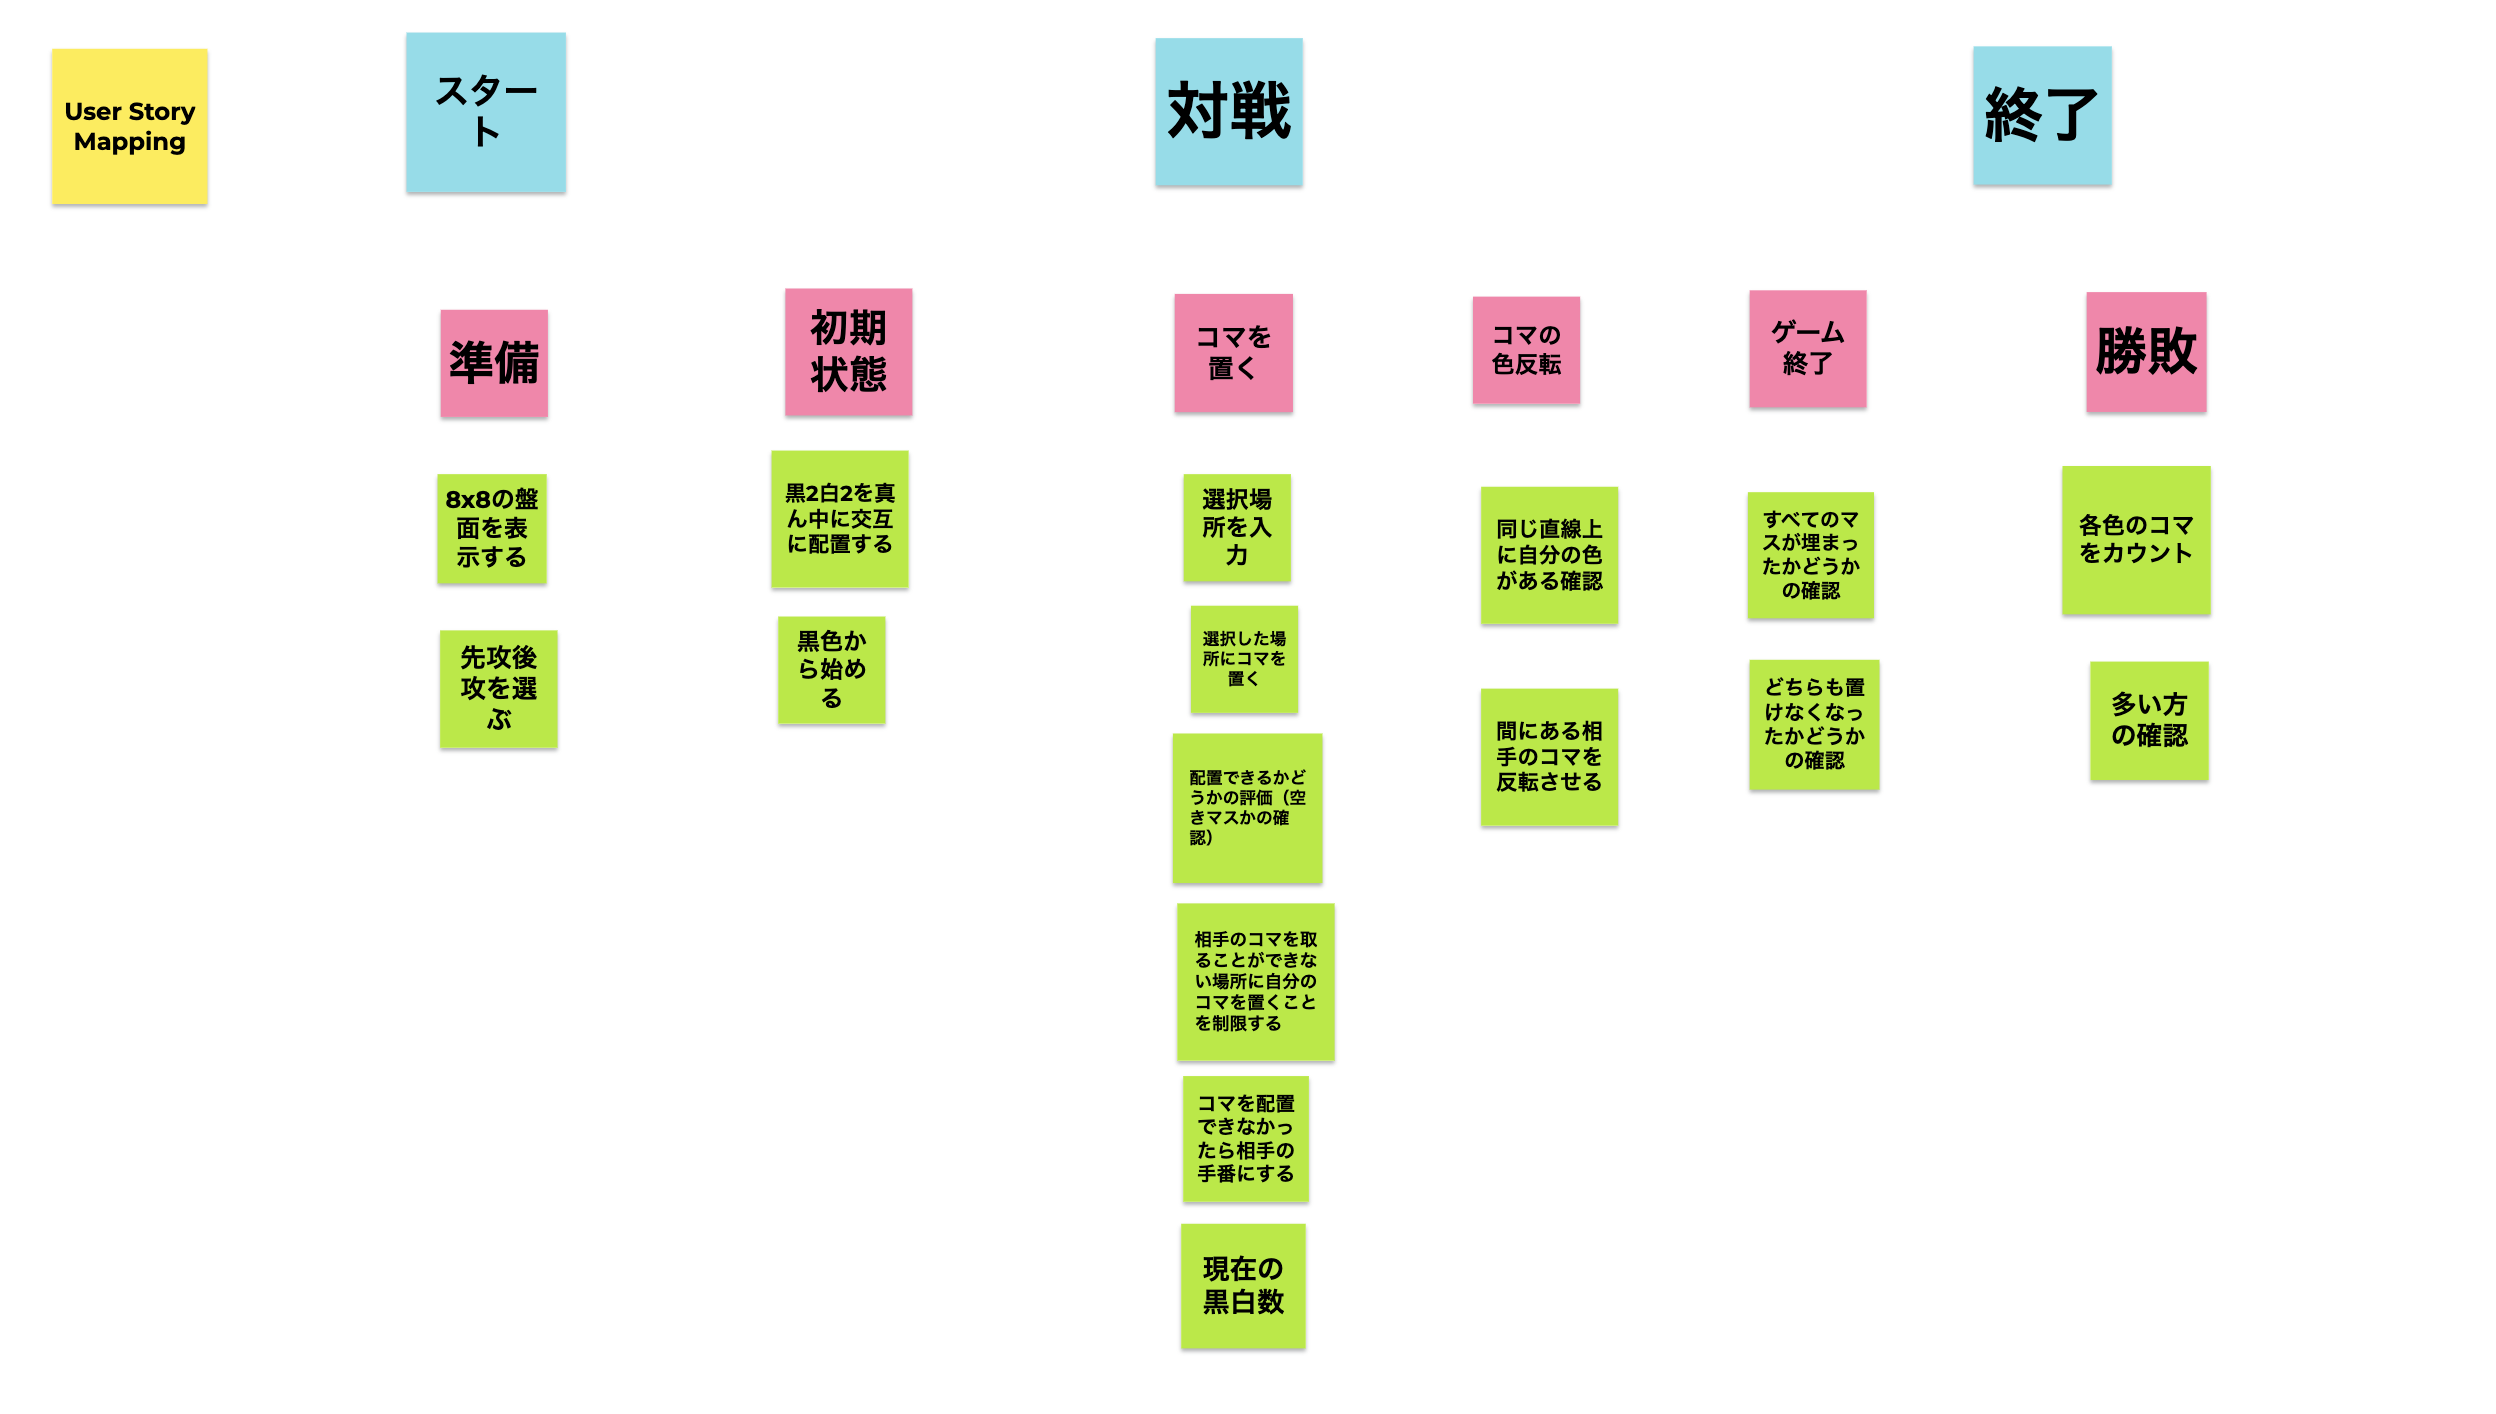 User Story
Mapping
スター
ト
対戦
終了
準備
初期
状態
コマを
置く
コマの
色反転
ゲーム
終了
勝敗
8x8の盤
面を表
示する
先攻後
攻を選
ぶ
黒2白2を真
ん中に交互
に配置する
黒色か
ら始め
る
選択場
所を入
力
選択した場
所にコマを
置く
配置できるかど
うかの評価（空
きマスかの確
認）
相手のコマを取
ることができな
い場所に自分の
コマを置くこと
を制限する
コマを配置
できなかっ
たら相手の
手番にする
現在の
黒白数
同じ直線上
に自分の色
がある確認
間にある相
手のコマを
反転させる
すべてのマ
スが埋まっ
たかどうか
の確認
どちらも置
けなくなっ
たかどうか
の確認
各色のコマ
をカウント
多い方
の確認